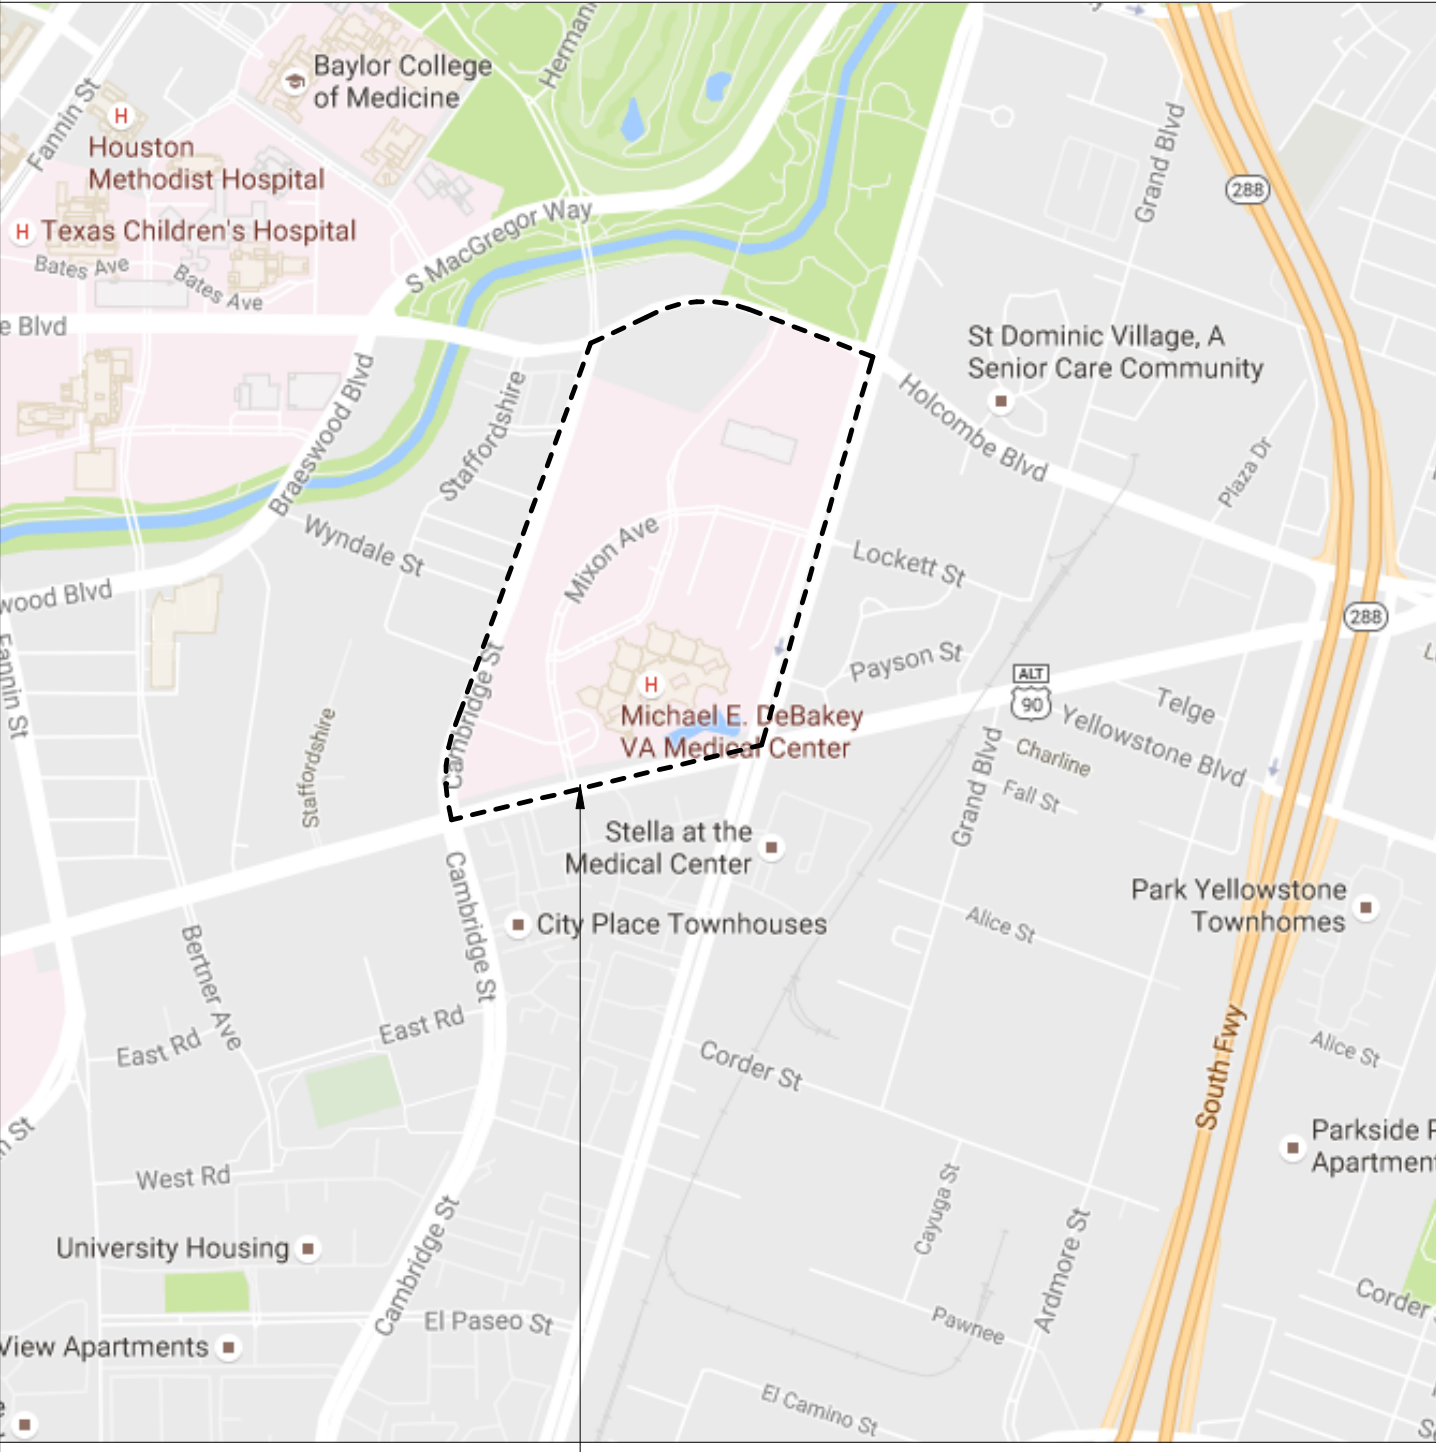 Hermann
Baylor College
of Medicine
Fannin St
H
Houston
Methodist Hospital
H Texas Children's Hospital
Bates Ave
Bates Ave
S MacGregor Way
Grand Blvd
288
e Blvd
St Dominic Village, A
Senior Care Community
Holcombe Blvd
Braeswood Blvd
Staffordshire
Plaza Dr
Wyndale St
Mixon Ave
Lockett St
wood Blvd
Fannin St
288
Cambridge St
Payson St
H
Michael E. DeBakey
VA Medical Center
ALT
90
Telge
Yellowstone Blvd
Charline
Fall St
Grand Blvd
Staffordshire
Stella at the
Medical Center
Cambridge St
City Place Townhouses
Park Yellowstone
Townhomes
Alice St
Bertner Ave
East Rd
East Rd
South Fwy
Alice St
Corder St
n St
Parkside
Apartmen
West Rd
Cayuga St
Ardmore St
University Housing
Cambridge St
El Paseo St
Corder
Pawnee
View Apartments
El Camino St